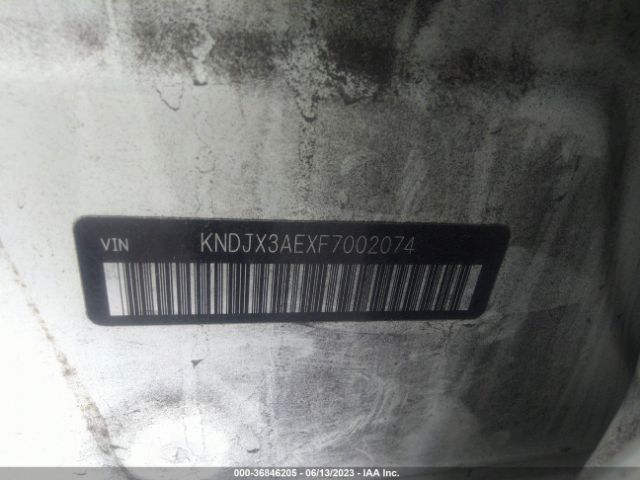 VIN KNDJX3AEXF7002074
000-36846205 - 06/13/2023 - IAA Inc.